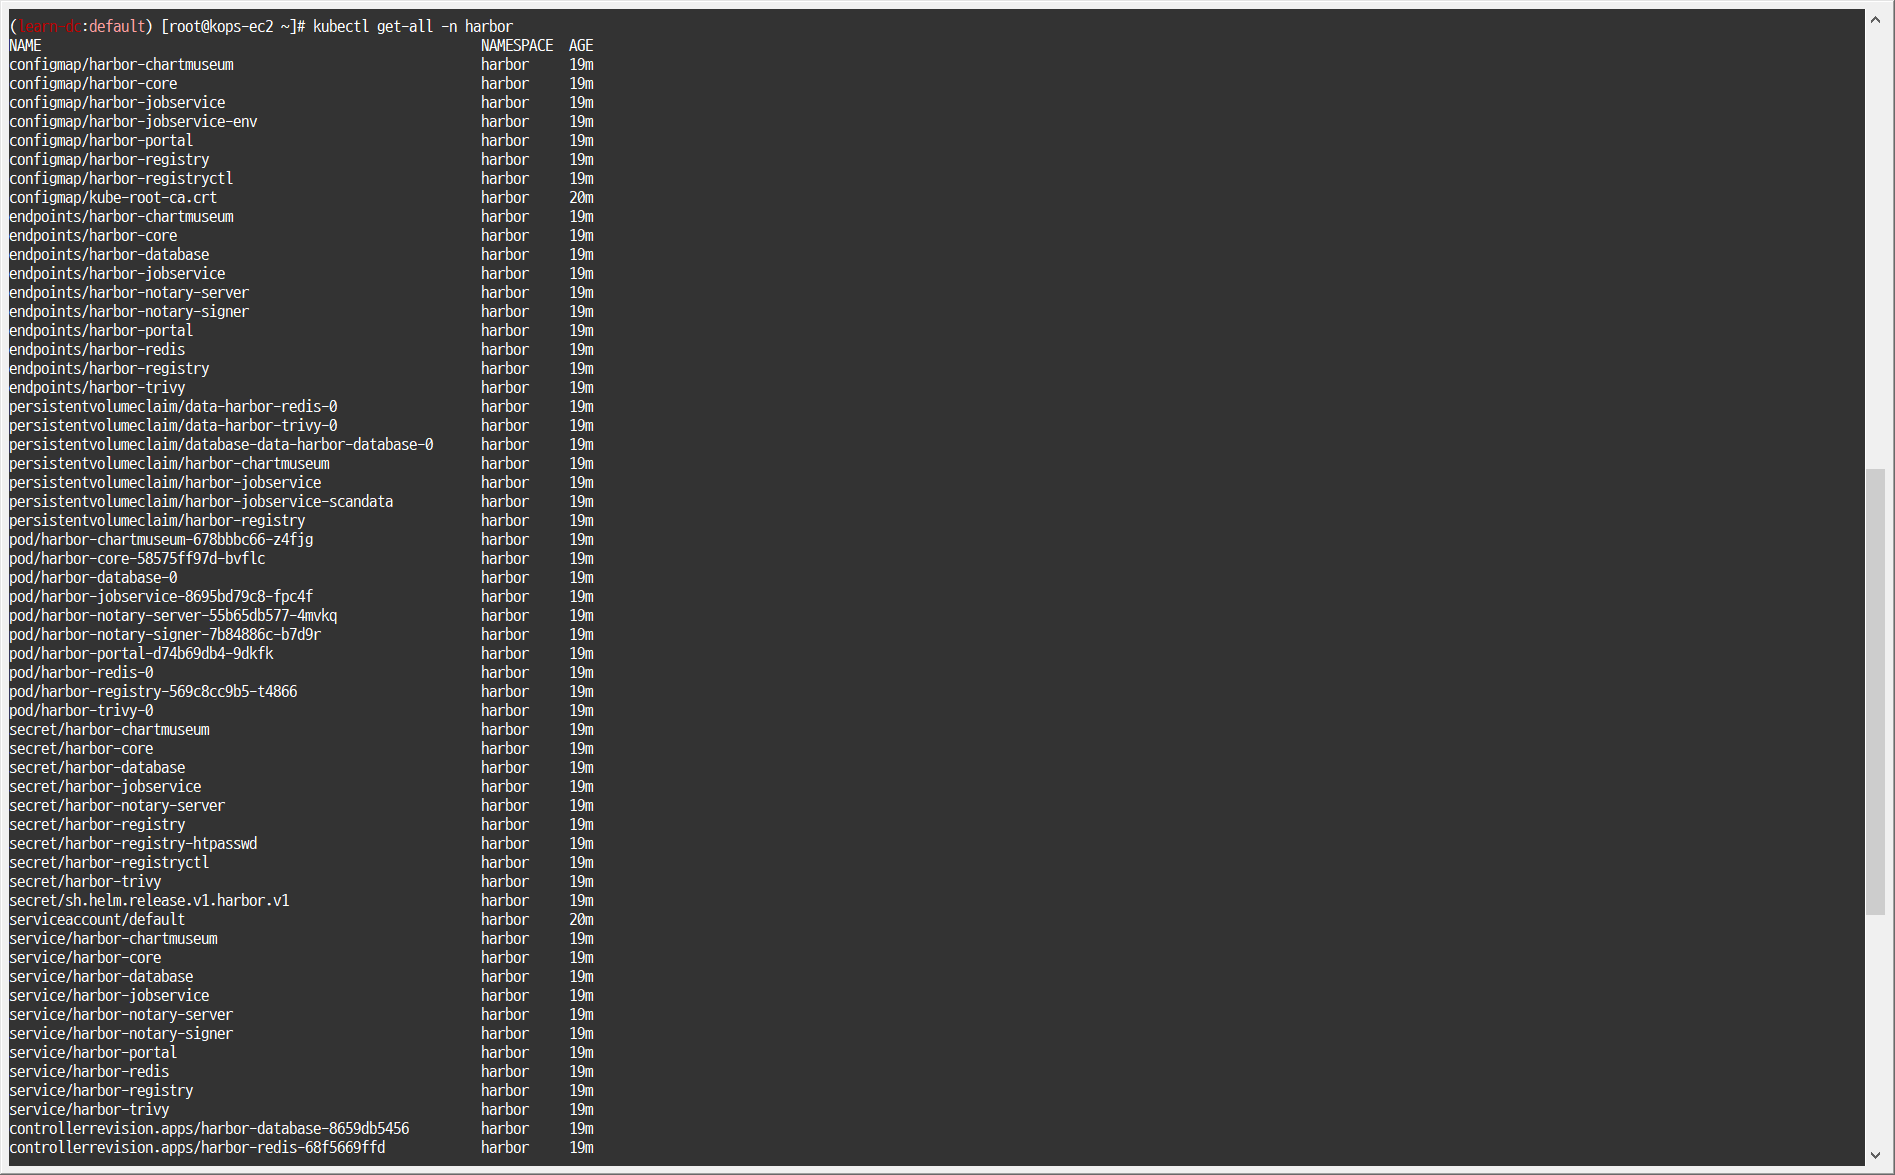 (learn-dc:default) [root@kops-ec2 ~]# kubectl get-all -n harbor
NAME NAMESPACE AGE
configmap/harbor-chartmuseum harbor 19m
configmap/harbor-core harbor 19m
configmap/harbor-jobservice harbor 19m
configmap/harbor-jobservice-env harbor 19m
configmap/harbor-portal harbor 19m
configmap/harbor-registry harbor 19m
configmap/harbor-registryctl harbor 19m
configmap/kube-root-ca.crt harbor 20m
endpoints/harbor-chartmuseum harbor 19m
endpoints/harbor-core harbor 19m
endpoints/harbor-database harbor 19m
endpoints/harbor-jobservice harbor 19m
endpoints/harbor-notary-server harbor 19m
endpoints/harbor-notary-signer harbor 19m
endpoints/harbor-portal harbor 19m
endpoints/harbor-redis harbor 19m
endpoints/harbor-registry harbor 19m
endpoints/harbor-trivy harbor 19m
persistentvolumeclaim/data-harbor-redis-0 harbor 19m
persistentvolumeclaim/data-harbor-trivy-0 harbor 19m
persistentvolumeclaim/database-data-harbor-database-0 harbor 19m
persistentvolumeclaim/harbor-chartmuseum harbor 19m
persistentvolumeclaim/harbor-jobservice harbor 19m
persistentvolumeclaim/harbor-jobservice-scandata harbor 19m
persistentvolumeclaim/harbor-registry harbor 19m
pod/harbor-chartmuseum-678bbbc66-z4fjg harbor 19m
pod/harbor-core-58575ff97d-bvflc harbor 19m
pod/harbor-database-0 harbor 19m
pod/harbor-jobservice-8695bd79c8-fpc4f harbor 19m
pod/harbor-notary-server-55b65db577-4mvkq harbor 19m
pod/harbor-notary-signer-7b84886c-b7d9r harbor 19m
pod/harbor-portal-d74b69db4-9dkfk harbor 19m
pod/harbor-redis-0 harbor 19m
pod/harbor-registry-569c8cc9b5-t4866 harbor 19m
pod/harbor-trivy-0 harbor 19m
secret/harbor-chartmuseum harbor 19m
secret/harbor-core harbor 19m
secret/harbor-database harbor 19m
secret/harbor-jobservice harbor 19m
secret/harbor-notary-server harbor 19m
secret/harbor-registry harbor 19m
secret/harbor-registry-htpasswd harbor 19m
secret/harbor-registryctl harbor 19m
secret/harbor-trivy harbor 19m
secret/sh.helm.release.v1.harbor.v1 harbor 19m
serviceaccount/default harbor 20m
service/harbor-chartmuseum harbor 19m
service/harbor-core harbor 19m
service/harbor-database harbor 19m
service/harbor-jobservice harbor 19m
service/harbor-notary-server harbor 19m
service/harbor-notary-signer harbor 19m
service/harbor-portal harbor 19m
service/harbor-redis harbor 19m
service/harbor-registry harbor 19m
service/harbor-trivy harbor 19m
controllerrevision.apps/harbor-database-8659db5456 harbor 19m
controllerrevision.apps/harbor-redis-68f5669ffd harbor 19m